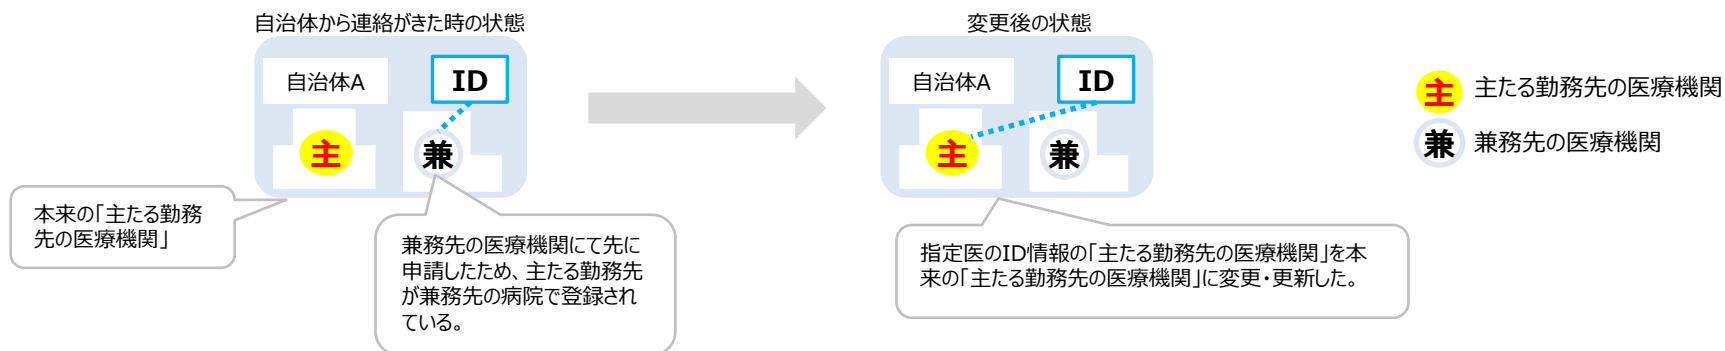 自治体から連絡がきた時の状態
自治体A
ID
主
兼
本来の「主たる勤務
先の医療機関」
兼務先の医療機関にて先に
申請したため、主たる勤務先
が兼務先の病院で登録され
ている。
変更後の状態
自治体A
ID
主
兼
指定医のID情報の「主たる勤務先の医療機関」を本
来の「主たる勤務先の医療機関」に変更・更新した。
主 主たる勤務先の医療機関
兼 兼務先の医療機関